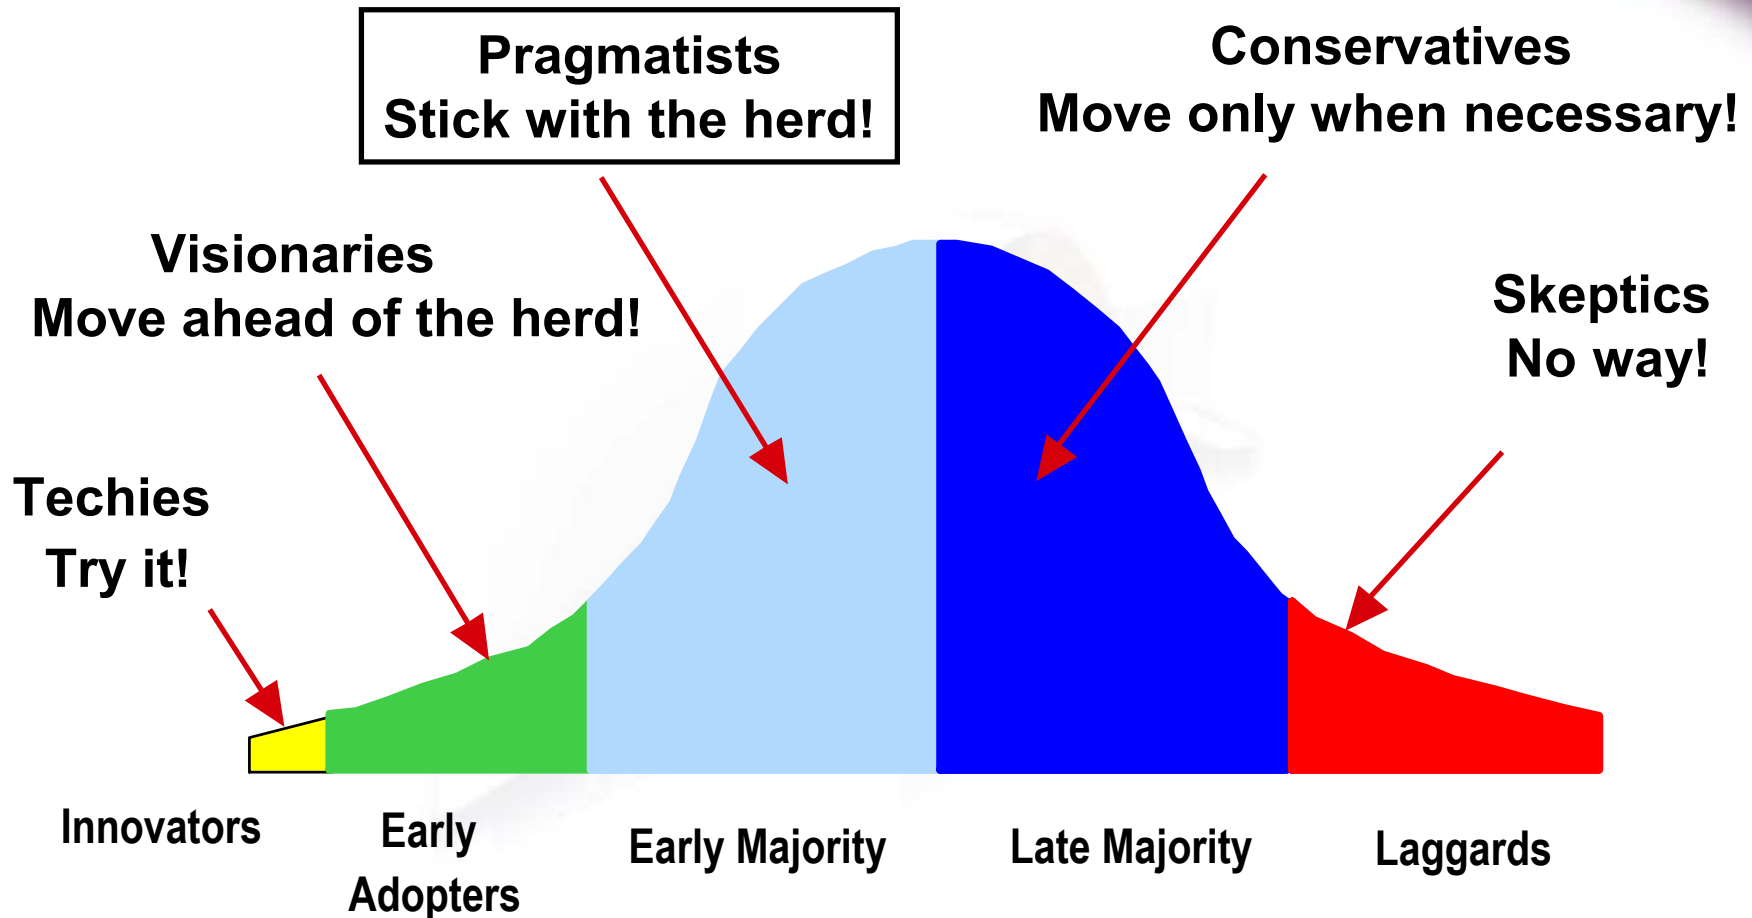 Pragmatists
Stick with the herd!
Conservatives
Move only when necessary!
Visionaries
Move ahead of the herd!
Skeptics
No way!
Techies
Try it!
Innovators
Early
Adopters
Early Majority
Late Majority
Laggards